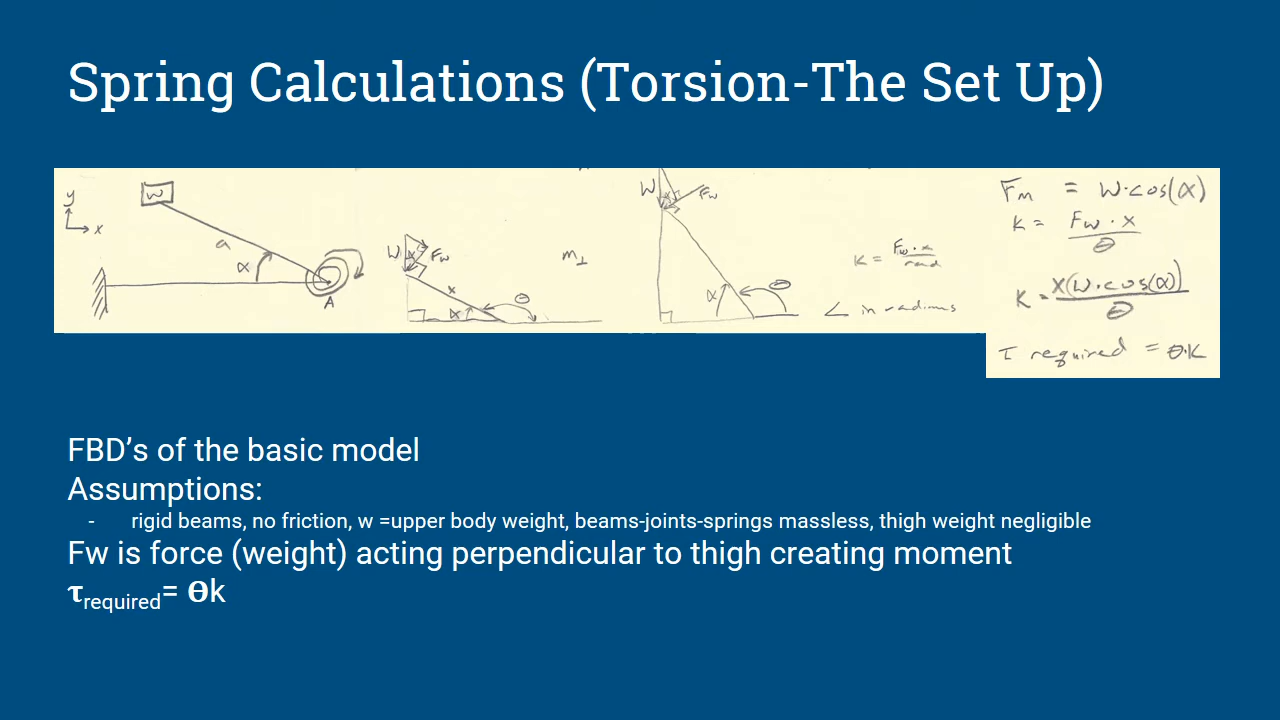 Spring Calculations (Torsion-The Set Up)
y
x
W
a
α
A
W
α
Fw
x
α
Θ
m⊥
W
α
Fw
α
Θ
K = Fw·x / rad
∠ in radians
Fm = W·cos(α)
K = Fw·x / Θ
K = x(W·cos(α)) / Θ
τ required = Θ·K
FBD’s of the basic model
Assumptions:
- rigid beams, no friction, w =upper body weight, beams-joints-springs massless, thigh weight negligible
Fw is force (weight) acting perpendicular to thigh creating moment
τrequired= Θk